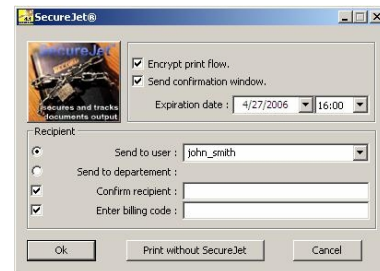 SecureJet®
SecureJet
secures and tracks
documents output
Encrypt print flow.
Send confirmation window.
Expiration date : 4/27/2006 16:00
Recipient
Send to user : john_smith
Send to departement :
Confirm recipient :
Enter billing code :
Ok Print without SecureJet Cancel